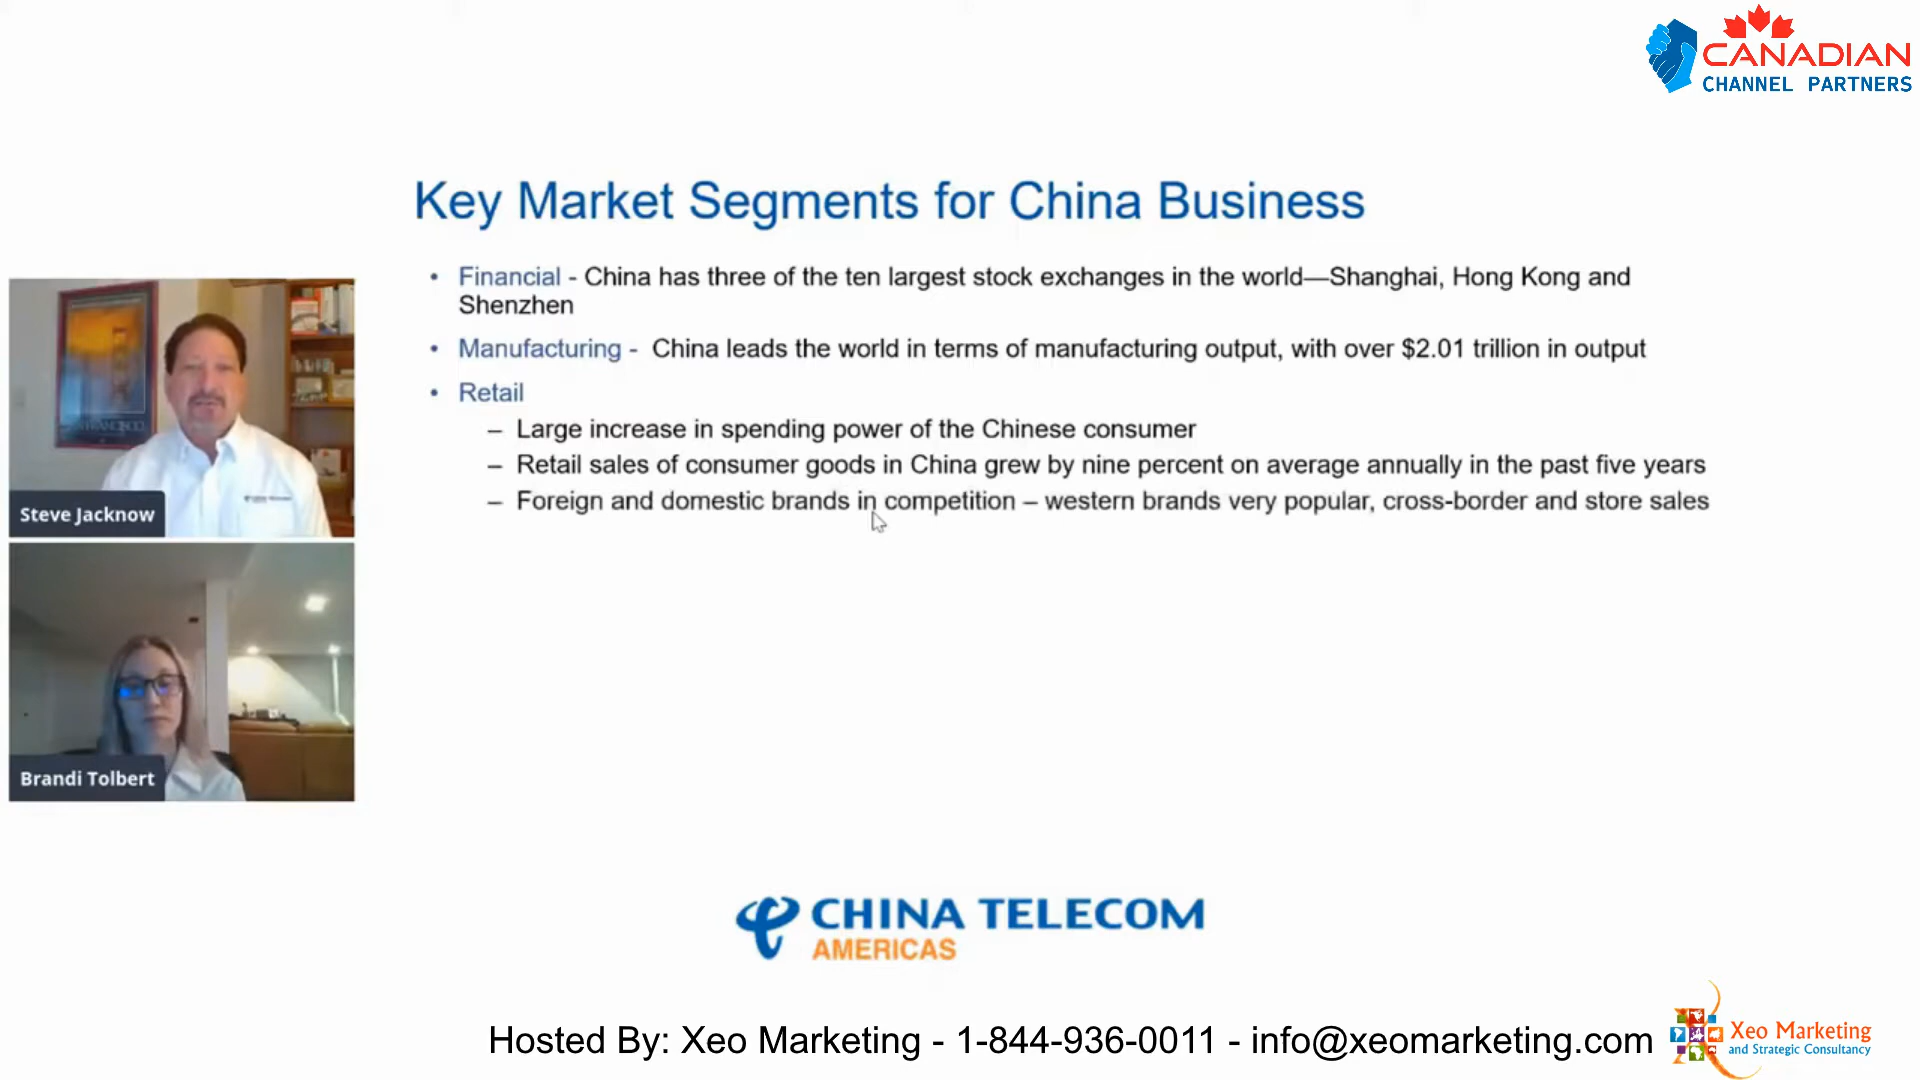 CANADIAN
CHANNEL PARTNERS
Key Market Segments for China Business
• Financial - China has three of the ten largest stock exchanges in the world—Shanghai, Hong Kong and
Shenzhen
• Manufacturing - China leads the world in terms of manufacturing output, with over $2.01 trillion in output
• Retail
– Large increase in spending power of the Chinese consumer
– Retail sales of consumer goods in China grew by nine percent on average annually in the past five years
– Foreign and domestic brands in competition – western brands very popular, cross-border and store sales
Steve Jacknow
Brandi Tolbert
CHINA TELECOM
AMERICAS
Hosted By: Xeo Marketing - 1-844-936-0011 - info@xeomarketing.com
Xeo Marketing
and Strategic Consultancy